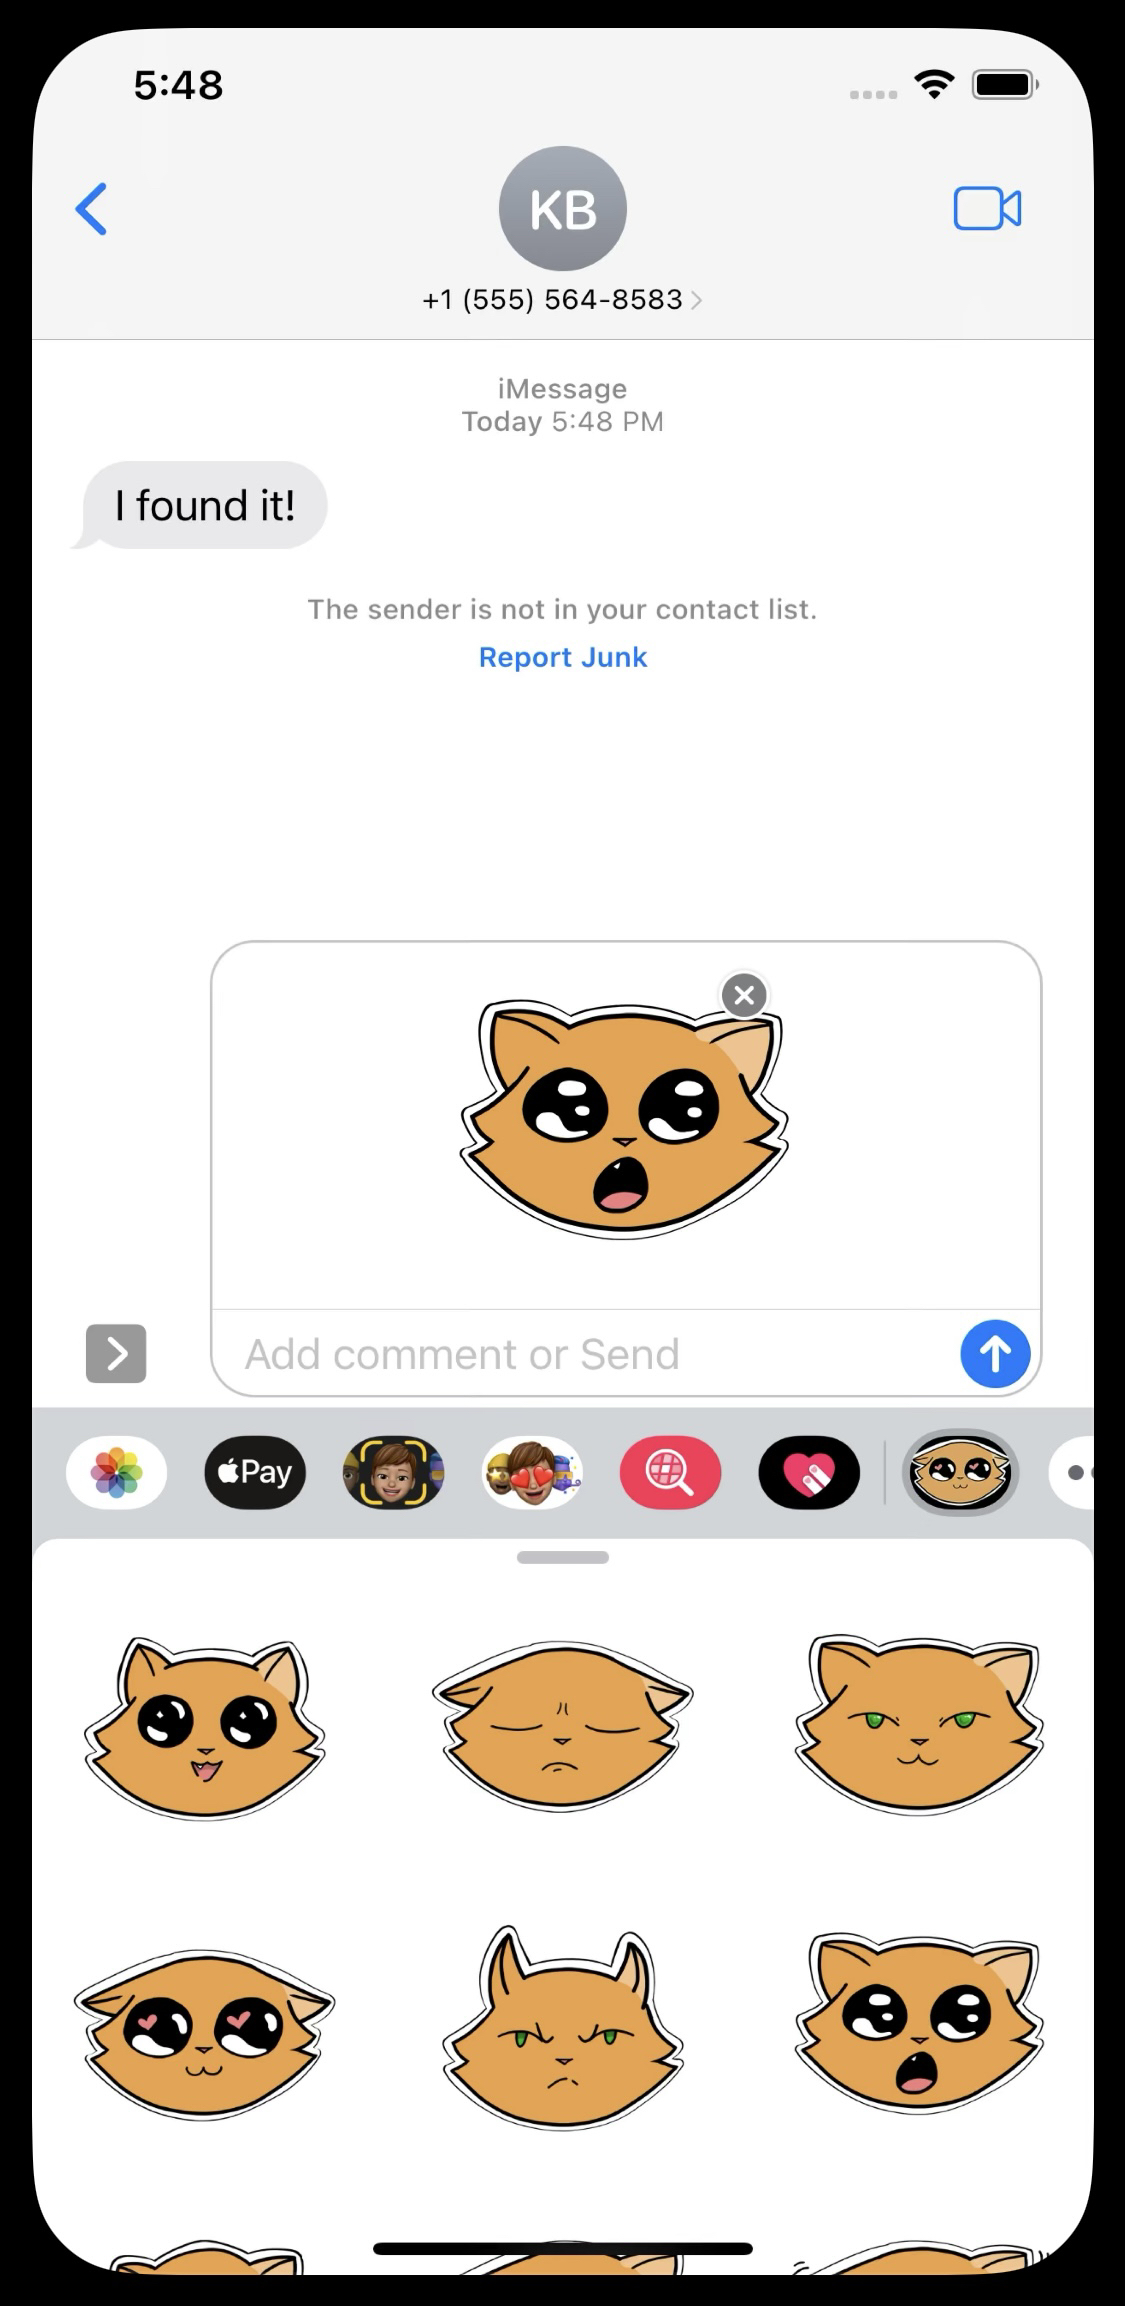 5:48
KB
+1 (555) 564-8583
iMessage
Today 5:48 PM
I found it!
The sender is not in your contact list.
Report Junk
Add comment or Send
Pay